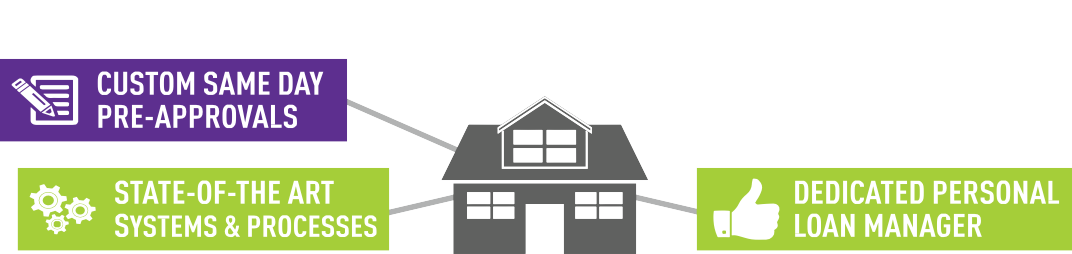 CUSTOM SAME DAY
PRE-APPROVALS
STATE-OF-THE ART
SYSTEMS & PROCESSES
DEDICATED PERSONAL
LOAN MANAGER